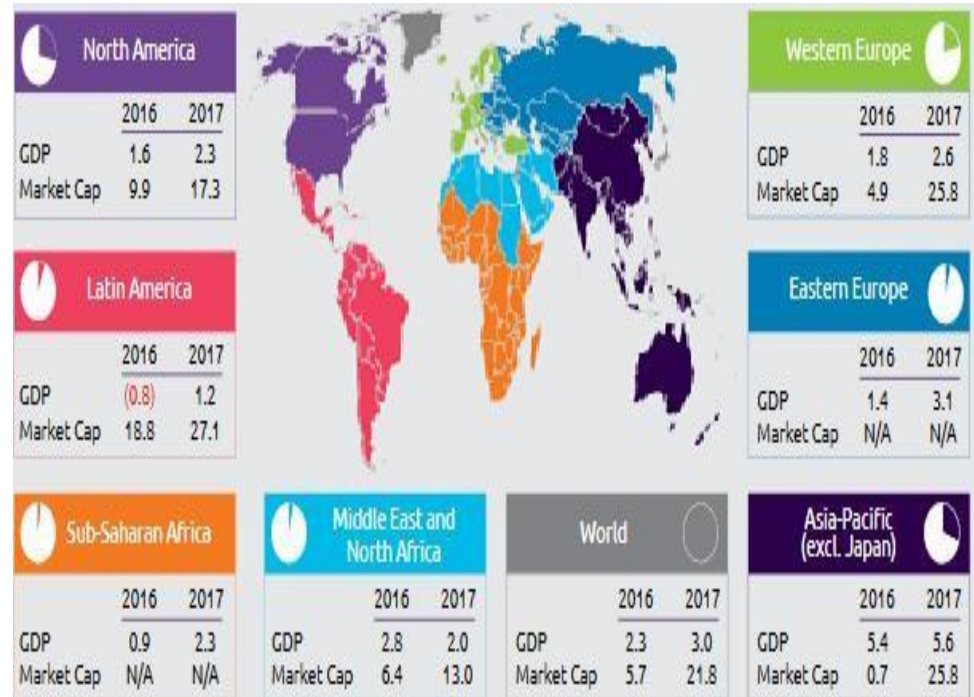 North America
2016 2017
GDP 1.6 2.3
Market Cap 9.9 17.3
Western Europe
2016 2017
GDP 1.8 2.6
Market Cap 4.9 25.8
Latin America
2016 2017
GDP (0.8) 1.2
Market Cap 18.8 27.1
Eastern Europe
2016 2017
GDP 1.4 3.1
Market Cap N/A N/A
Sub-Saharan Africa
2016 2017
GDP 0.9 2.3
Market Cap N/A N/A
Middle East and
North Africa
2016 2017
GDP 2.8 2.0
Market Cap 6.4 13.0
World
2016 2017
GDP 2.3 3.0
Market Cap 5.7 21.8
Asia-Pacific
(excl. Japan)
2016 2017
GDP 5.4 5.6
Market Cap 0.7 25.8